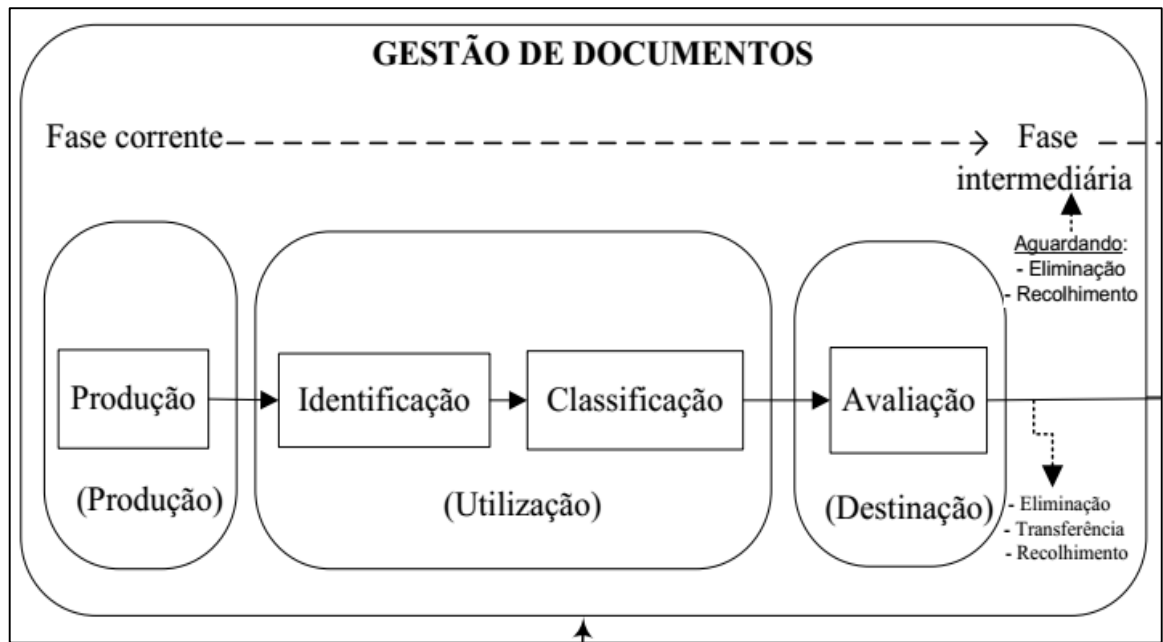 GESTÃO DE DOCUMENTOS
Fase corrente
Fase
intermediária
Aguardando:
- Eliminação
- Recolhimento
Produção
Identificação
Classificação
Avaliação
(Produção)
(Utilização)
(Destinação)
- Eliminação
- Transferência
- Recolhimento